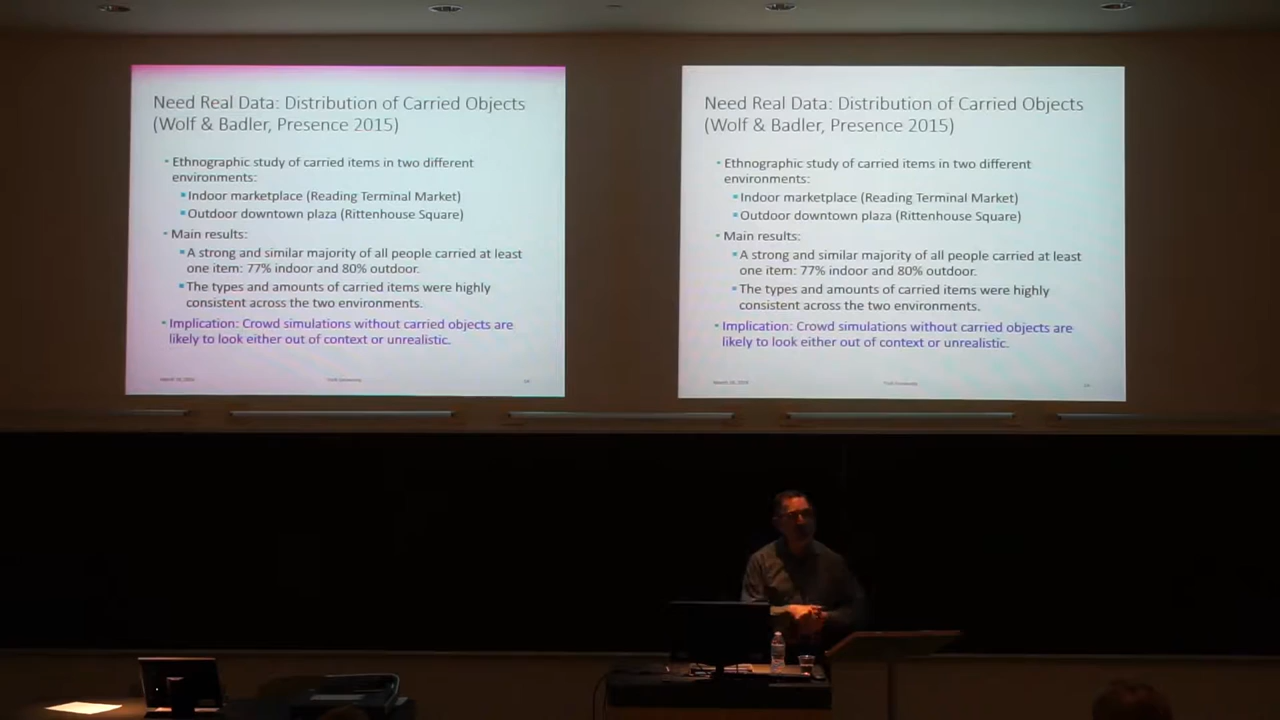 Need Real Data: Distribution of Carried Objects
(Wolf & Badler, Presence 2015)
Ethnographic study of carried items in two different
environments:
Indoor marketplace (Reading Terminal Market)
Outdoor downtown plaza (Rittenhouse Square)
Main results:
A strong and similar majority of all people carried at least
one item: 77% indoor and 80% outdoor.
The types and amounts of carried items were highly
consistent across the two environments.
Implication: Crowd simulations without carried objects are
likely to look either out of context or unrealistic.
York University
Need Real Data: Distribution of Carried Objects
(Wolf & Badler, Presence 2015)
Ethnographic study of carried items in two different
environments:
Indoor marketplace (Reading Terminal Market)
Outdoor downtown plaza (Rittenhouse Square)
Main results:
A strong and similar majority of all people carried at least
one item: 77% indoor and 80% outdoor.
The types and amounts of carried items were highly
consistent across the two environments.
Implication: Crowd simulations without carried objects are
likely to look either out of context or unrealistic.
York University